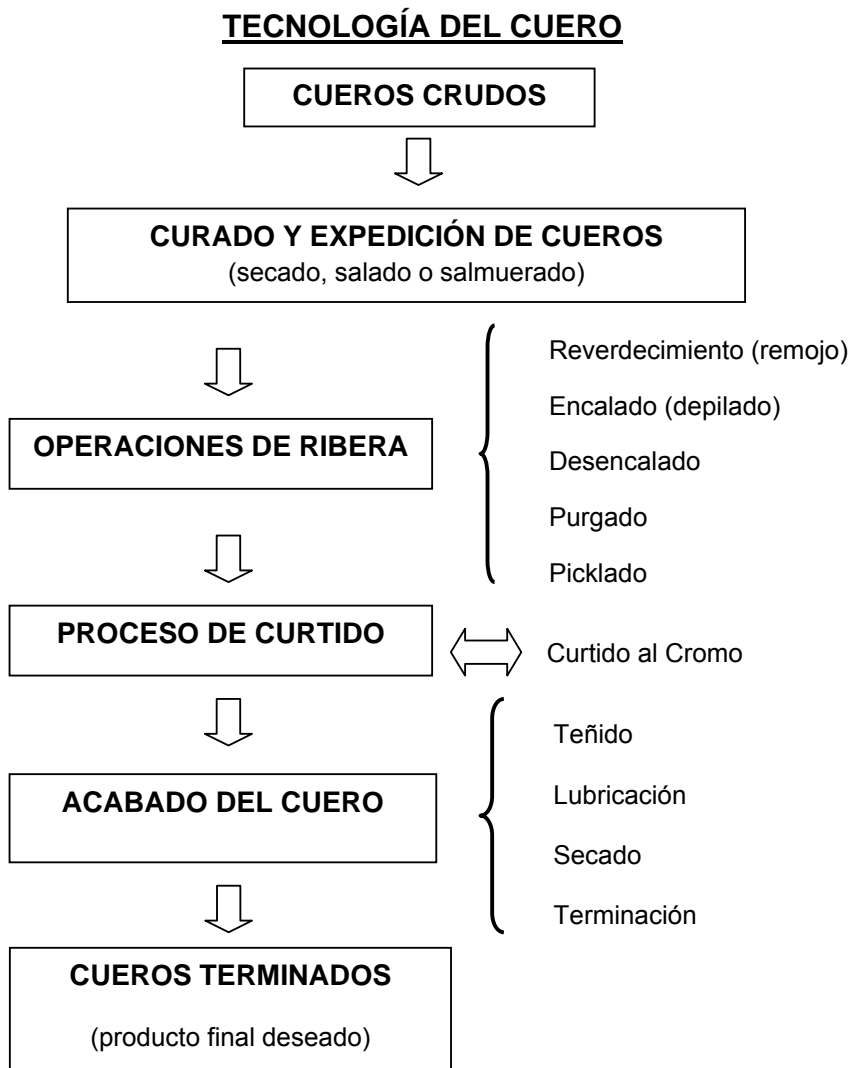 TECNOLOGÍA DEL CUERO
CUEROS CRUDOS
CURADO Y EXPEDICIÓN DE CUEROS
(secado, salado o salmuerado)
OPERACIONES DE RIBERA
Reverdecimiento (remojo)
Encalado (depilado)
Desencalado
Purgado
Picklado
PROCESO DE CURTIDO
Curtido al Cromo
ACABADO DEL CUERO
Teñido
Lubricación
Secado
Terminación
CUEROS TERMINADOS
(producto final deseado)